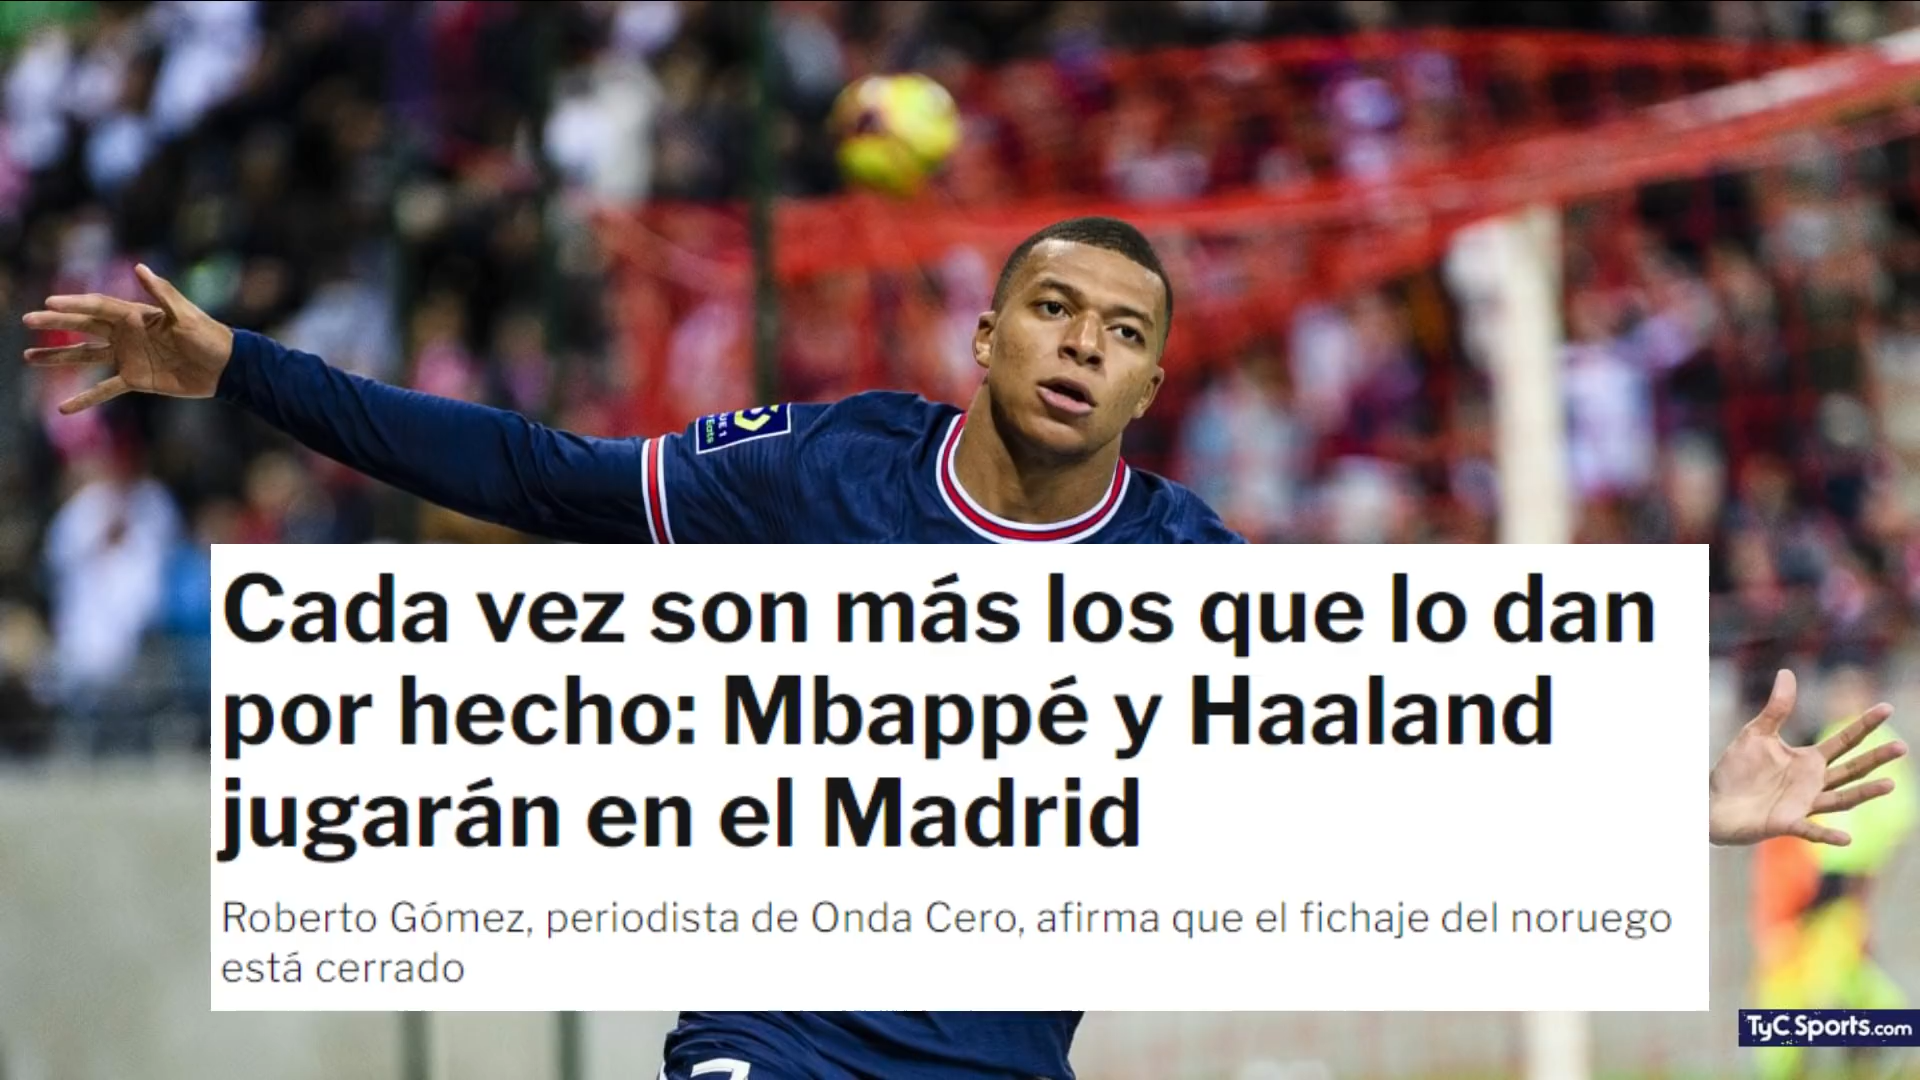 Cada vez son más los que lo dan
por hecho: Mbappé y Haaland
jugarán en el Madrid
Roberto Gómez, periodista de Onda Cero, afirma que el fichaje del noruego
está cerrado
TyC Sports.com
7